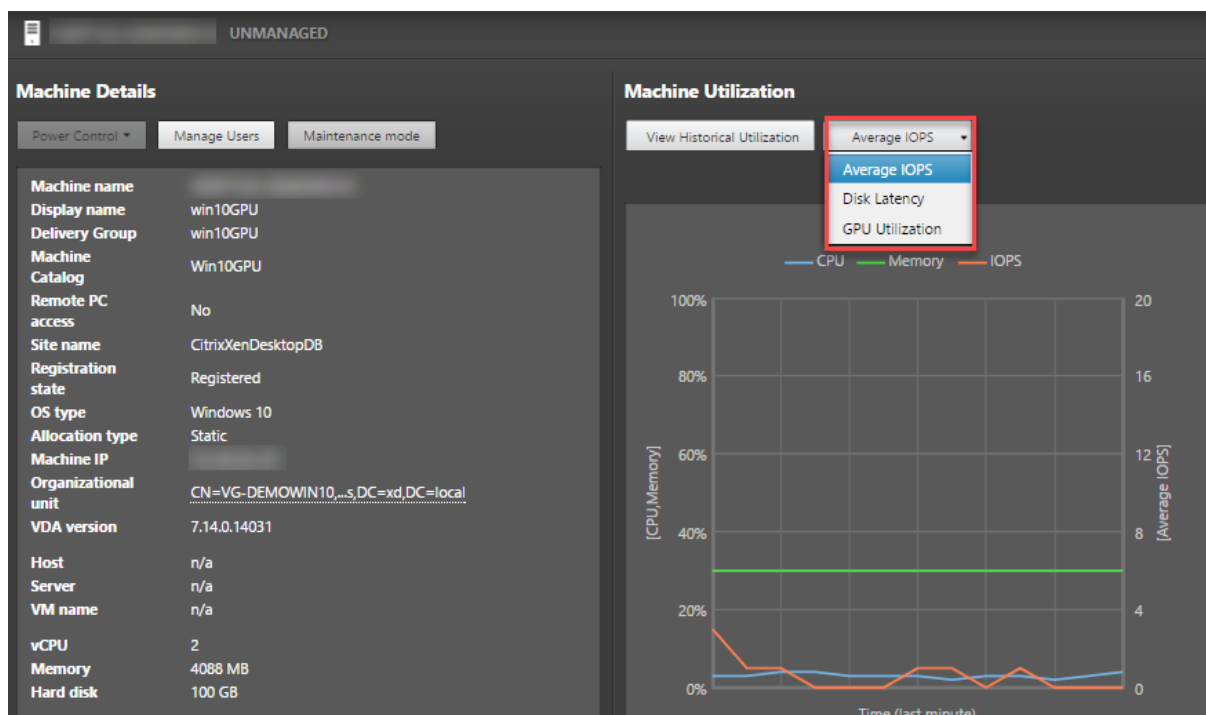 UNMANAGED
Machine Details
Power Control Manage Users Maintenance mode
Machine name
Display name win10GPU
Delivery Group win10GPU
Machine
Catalog
Win10GPU
Remote PC
access
No
Site name CitrixXenDesktopDB
Registration
state
Registered
OS type Windows 10
Allocation type Static
Machine IP
Organizational
unit
CN=VG-DEMOWIN10,...s,DC=xd,DC=local
VDA version 7.14.0.14031
Host n/a
Server n/a
VM name n/a
vCPU 2
Memory 4088 MB
Hard disk 100 GB
Machine Utilization
View Historical Utilization Average IOPS
Average IOPS
Disk Latency
GPU Utilization
CPU Memory IOPS
100% 20
80% 16
60% 12
40% 8
20% 4
0% 0
[CPU,Memory]
[Average IOPS]
Time (last minute)